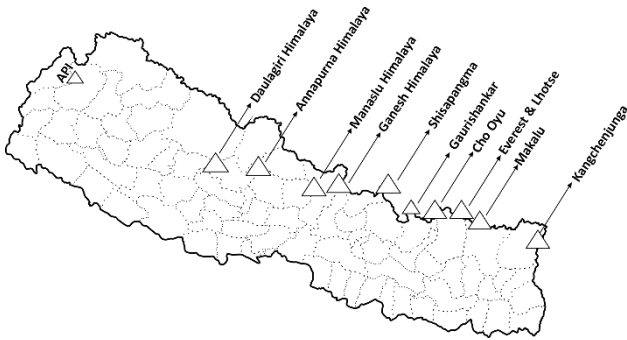 API
Daulagiri Himalaya
Annapurna Himalaya
Manaslu Himalaya
Ganesh Himalaya
Shisapangma
Gaurishankar
Cho Oyu
Everest & Lhotse
Makalu
Kangchenjunga